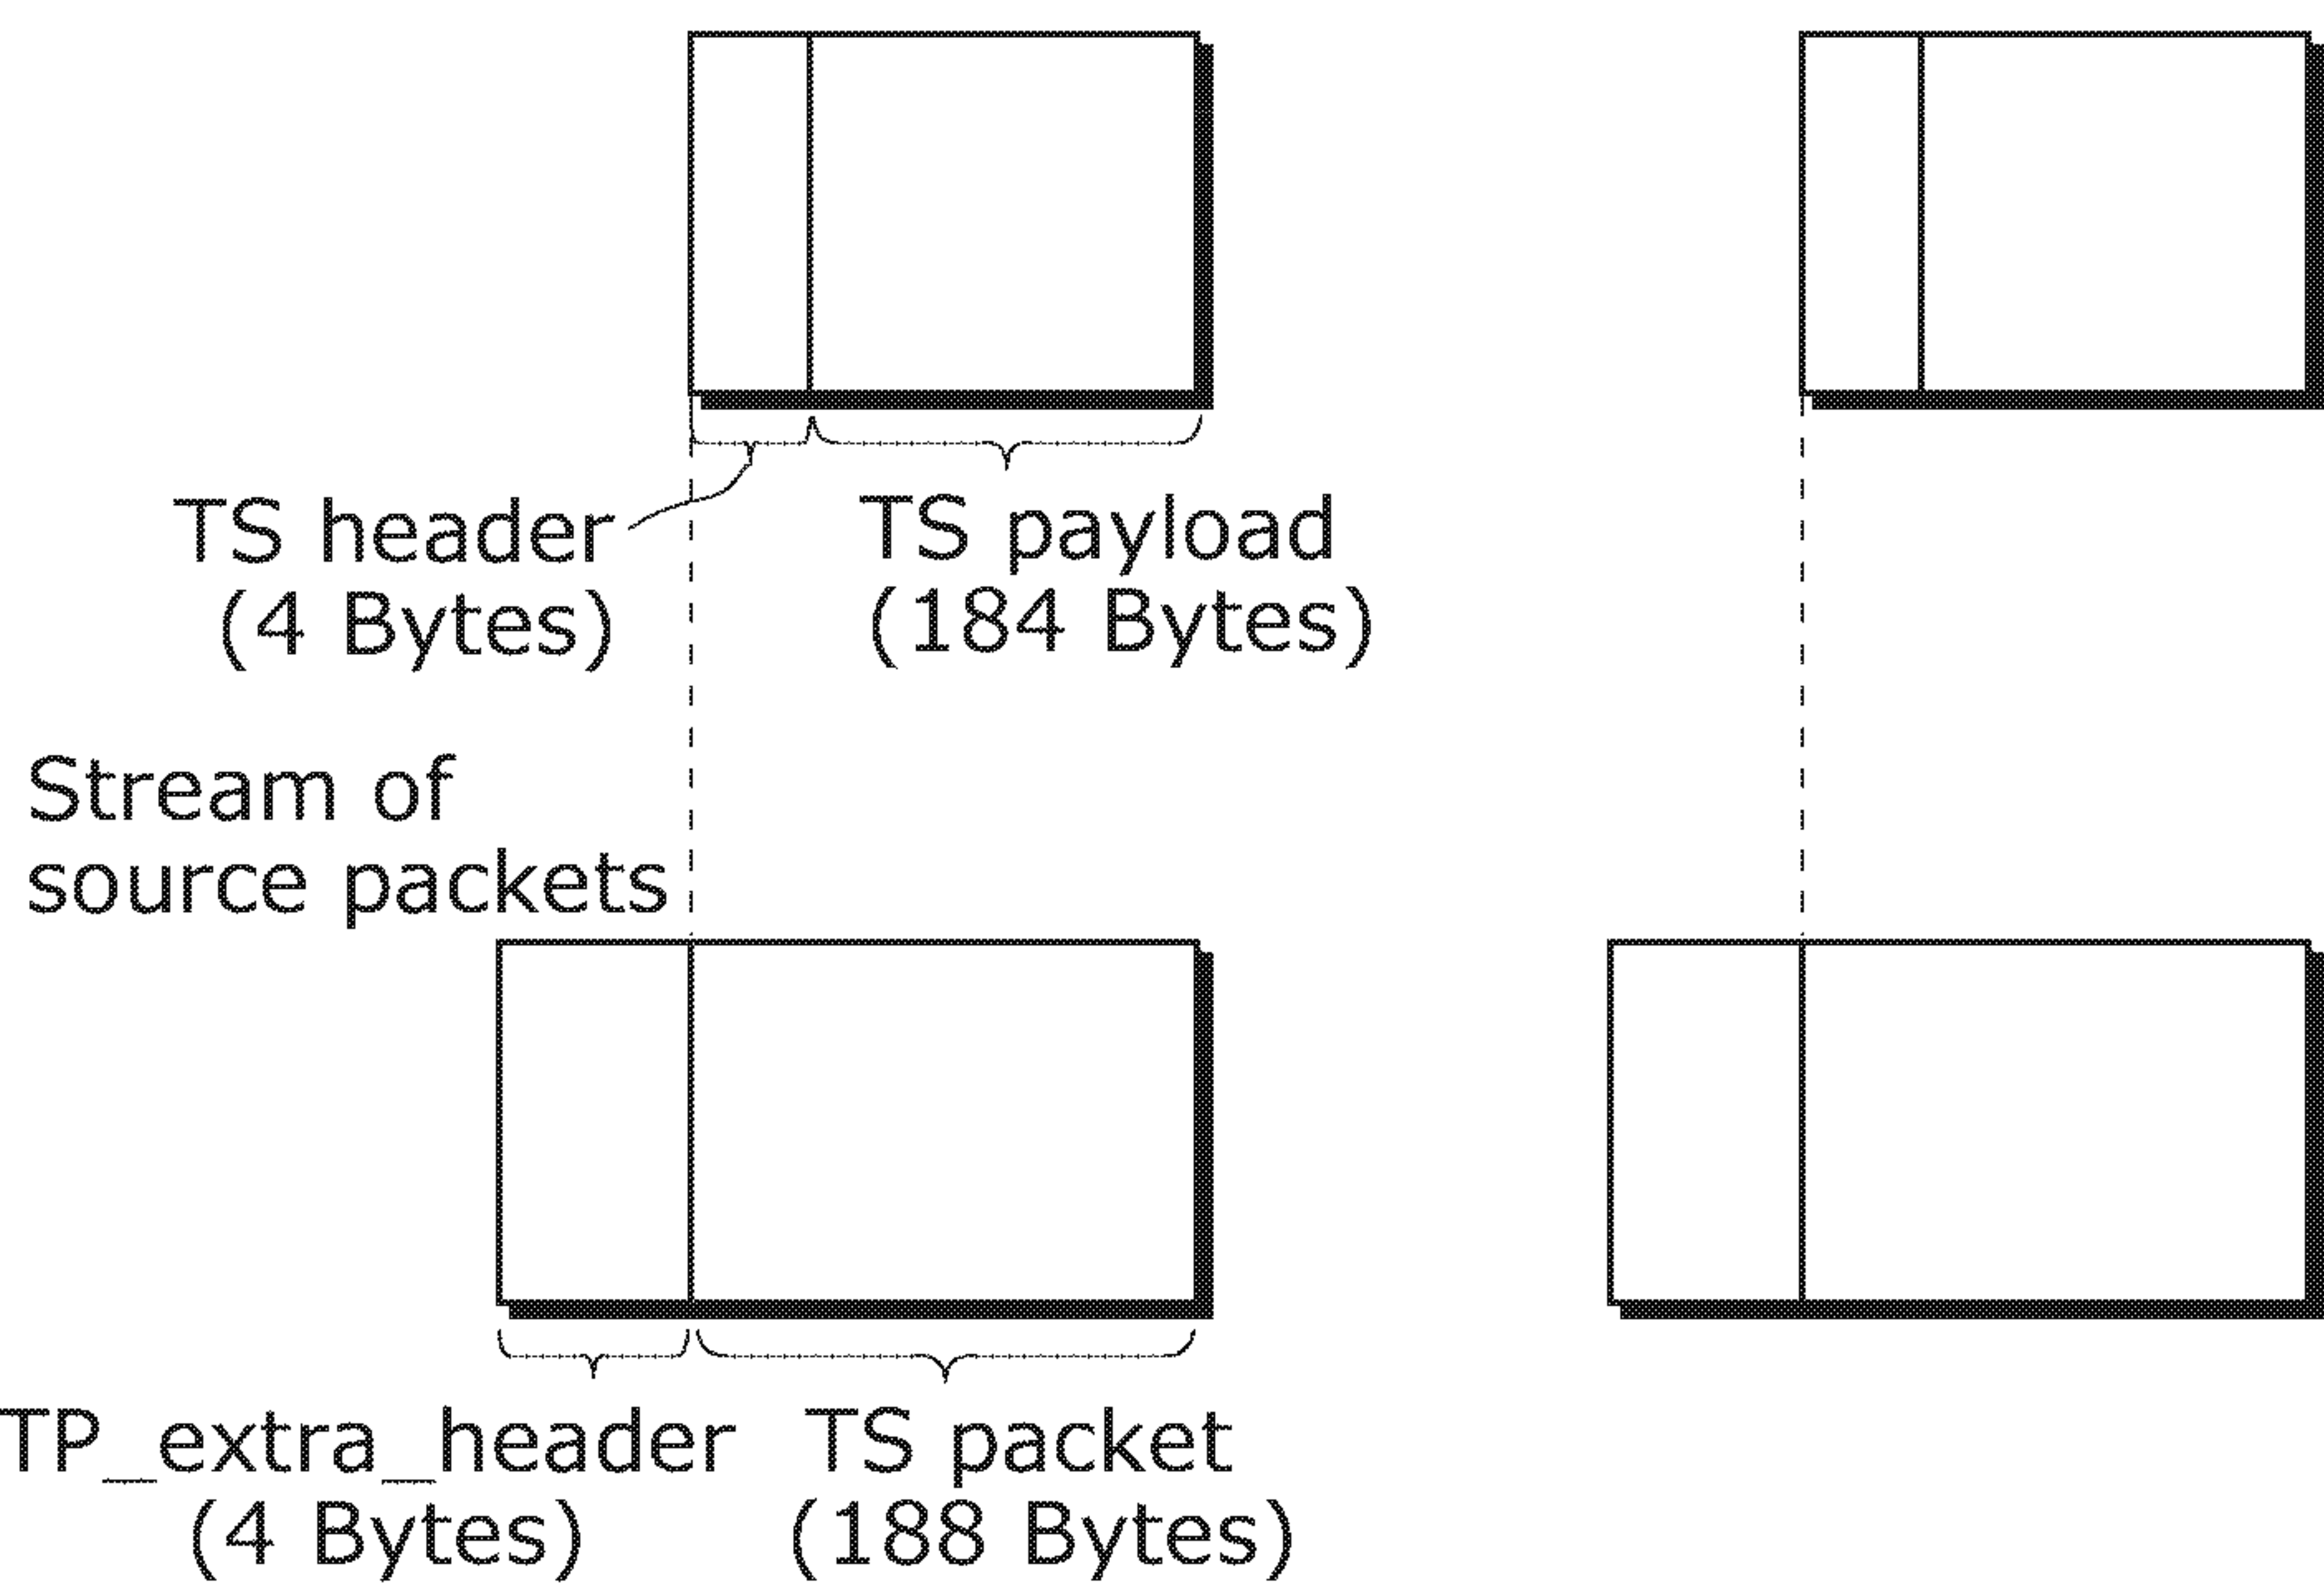 TS header
(4 Bytes)
TS payload
(184 Bytes)
Stream of
source packets
TP_extra_header
(4 Bytes)
TS packet
(188 Bytes)